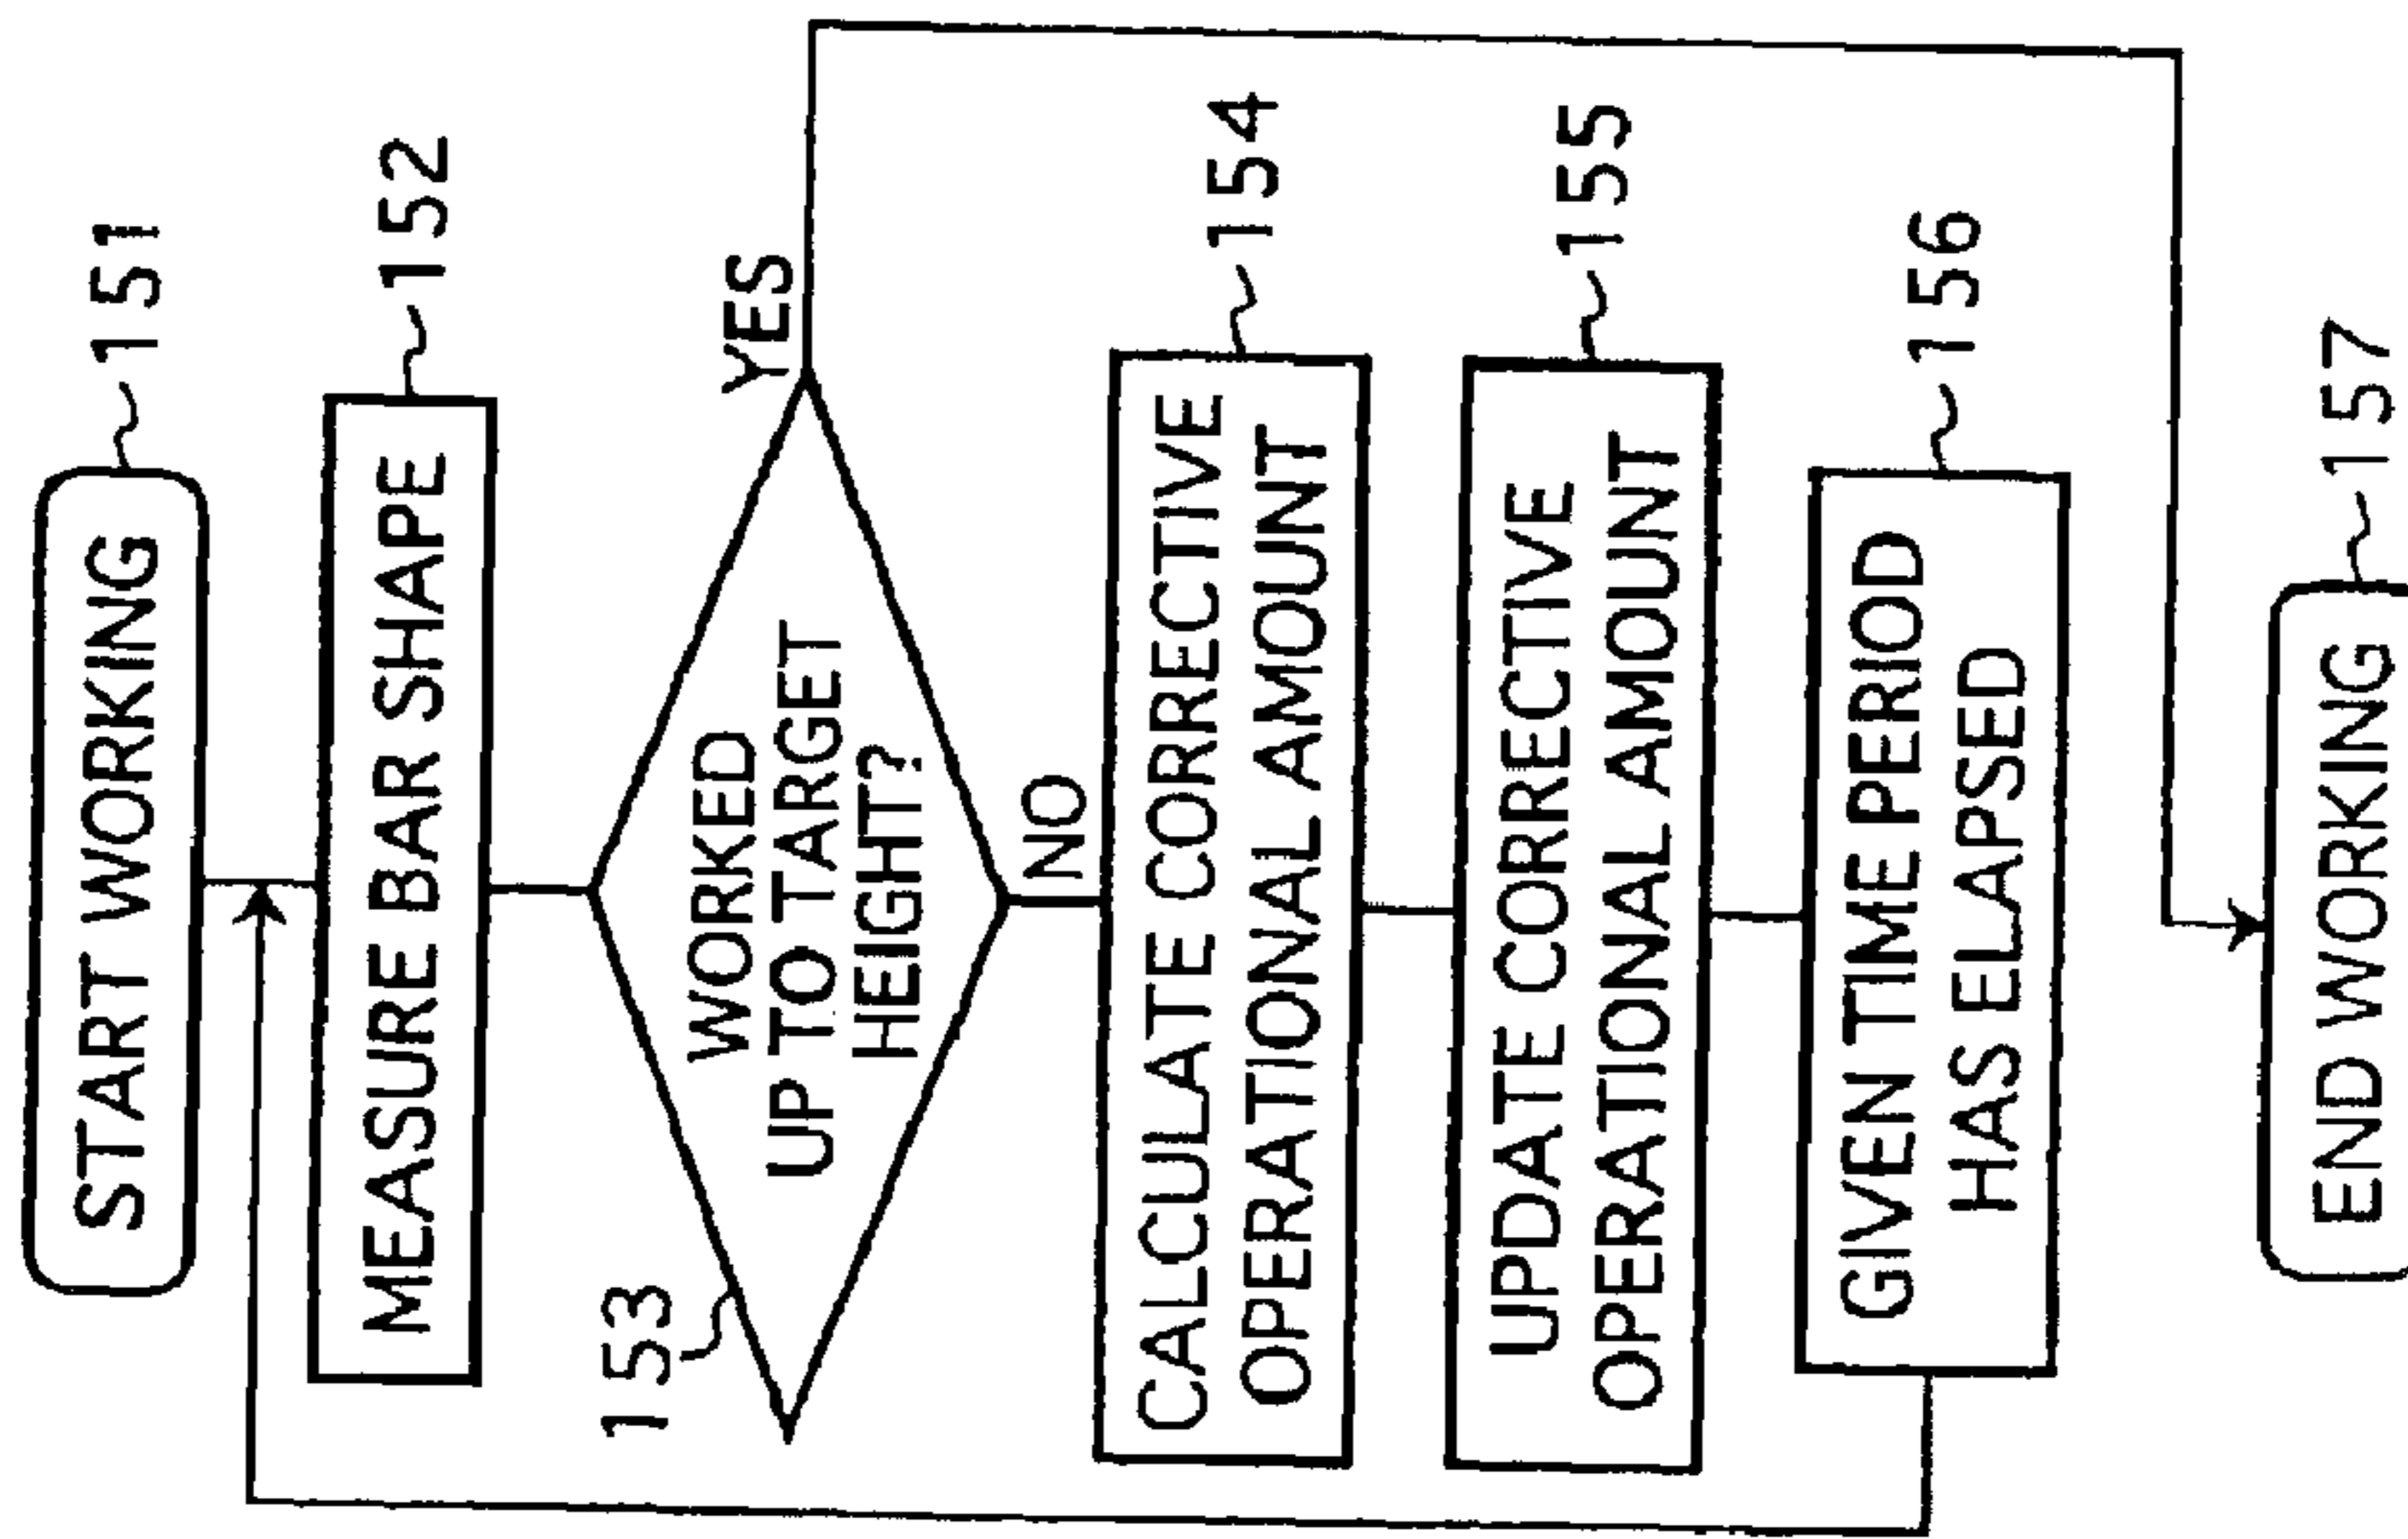 START WORKING
151
MEASURE BAR SHAPE
152
153
WORKED
UP TO TARGET
HEIGHT?
YES
NO
CALCULATE CORRECTIVE
OPERATIONAL AMOUNT
154
UPDATE CORRECTIVE
OPERATIONAL AMOUNT
155
GIVEN TIME PERIOD
HAS ELAPSED
156
END WORKING
157